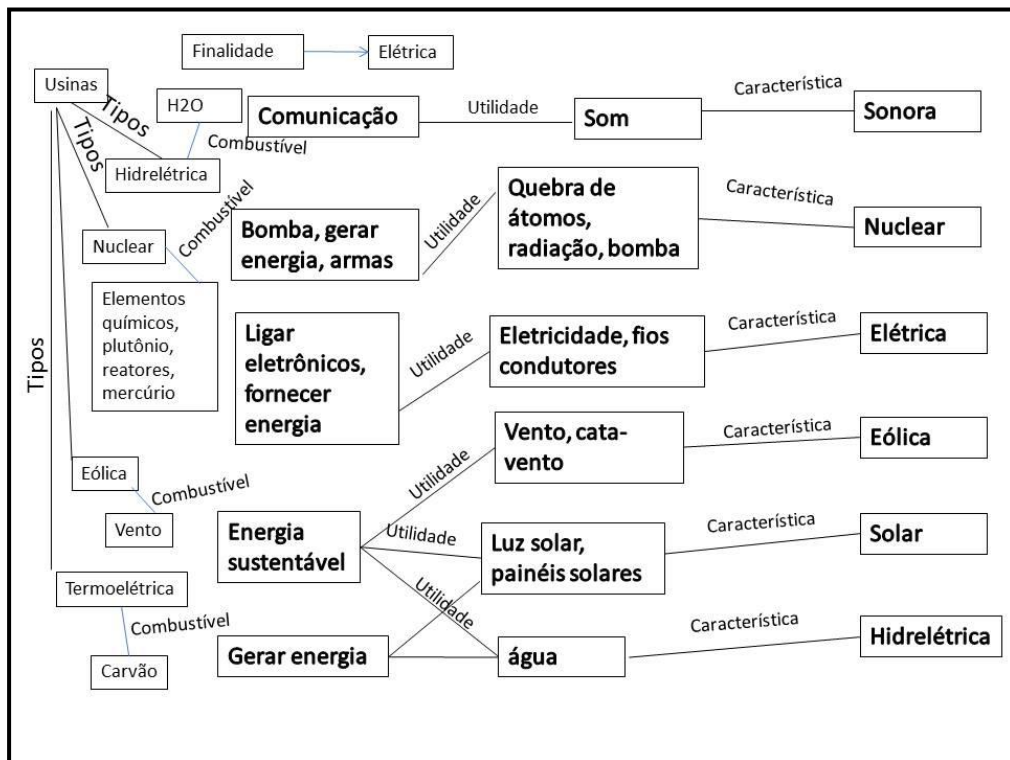 Finalidade
Elétrica
Usinas
Tipos
Tipos
Tipos
H2O
Combustível
Hidrelétrica
Nuclear
Combustível
Elementos
químicos,
plutônio,
reatores,
mercúrio
Eólica
Combustível
Vento
Termoelétrica
Combustível
Carvão
Comunicação
Utilidade
Som
Característica
Sonora
Bomba, gerar
energia, armas
Utilidade
Quebra de
átomos,
radiação, bomba
Característica
Nuclear
Ligar
eletrônicos,
fornecer
energia
Utilidade
Eletricidade, fios
condutores
Característica
Elétrica
Utilidade
Vento, cata-
vento
Característica
Eólica
Energia
sustentável
Utilidade
Luz solar,
painéis solares
Característica
Solar
Utilidade
Gerar energia
água
Característica
Hidrelétrica